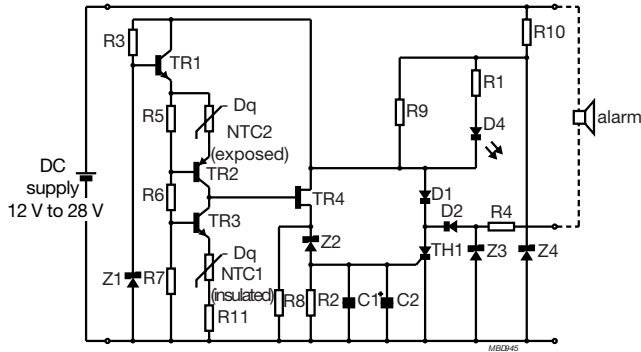 R3
TR1
R10
R5
Dq
NTC2
(exposed)
R1
R9
D4
alarm
DC
supply
12 V to 28 V
TR2
R6
TR3
TR4
D1
D2
R4
Dq
NTC1
(insulated)
Z2
TH1
Z3
Z4
Z1
R7
R8
R2
C1
+
C2
R11
MBD945